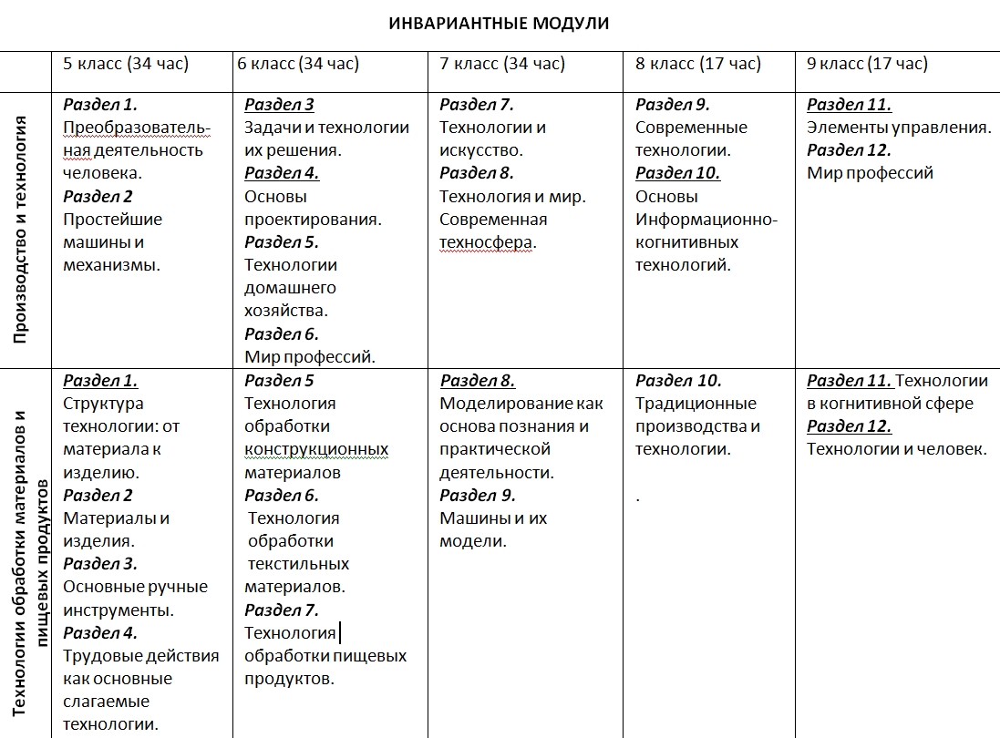 ИНВАРИАНТНЫЕ МОДУЛИ
5 класс (34 час)
6 класс (34 час)
7 класс (34 час)
8 класс (17 час)
9 класс (17 час)
Производство и технология
Раздел 1.
Преобразователь-
ная деятельность
человека.
Раздел 2
Простейшие
машины и
механизмы.
Раздел 3
Задачи и технологии
их решения.
Раздел 4.
Основы
проектирования.
Раздел 5.
Технологии
домашнего
хозяйства.
Раздел 6.
Мир профессий.
Раздел 7.
Технологии и
искусство.
Раздел 8.
Технология и мир.
Современная
техносфера.
Раздел 9.
Современные
технологии.
Раздел 10.
Основы
Информационно-
когнитивных
технологий.
Раздел 11.
Элементы управления.
Раздел 12.
Мир профессий
Технологии обработки материалов и
пищевых продуктов
Раздел 1.
Структура
технологии: от
материала к
изделию.
Раздел 2
Материалы и
изделия.
Раздел 3.
Основные ручные
инструменты.
Раздел 4.
Трудовые действия
как основные
слагаемые
технологии.
Раздел 5
Технология
обработки
конструкционных
материалов
Раздел 6.
Технология
обработки
текстильных
материалов.
Раздел 7.
Технология
обработки пищевых
продуктов.
Раздел 8.
Моделирование как
основа познания и
практической
деятельности.
Раздел 9.
Машины и их
модели.
Раздел 10.
Традиционные
производства и
технологии.
.
Раздел 11. Технологии
в когнитивной сфере
Раздел 12.
Технологии и человек.